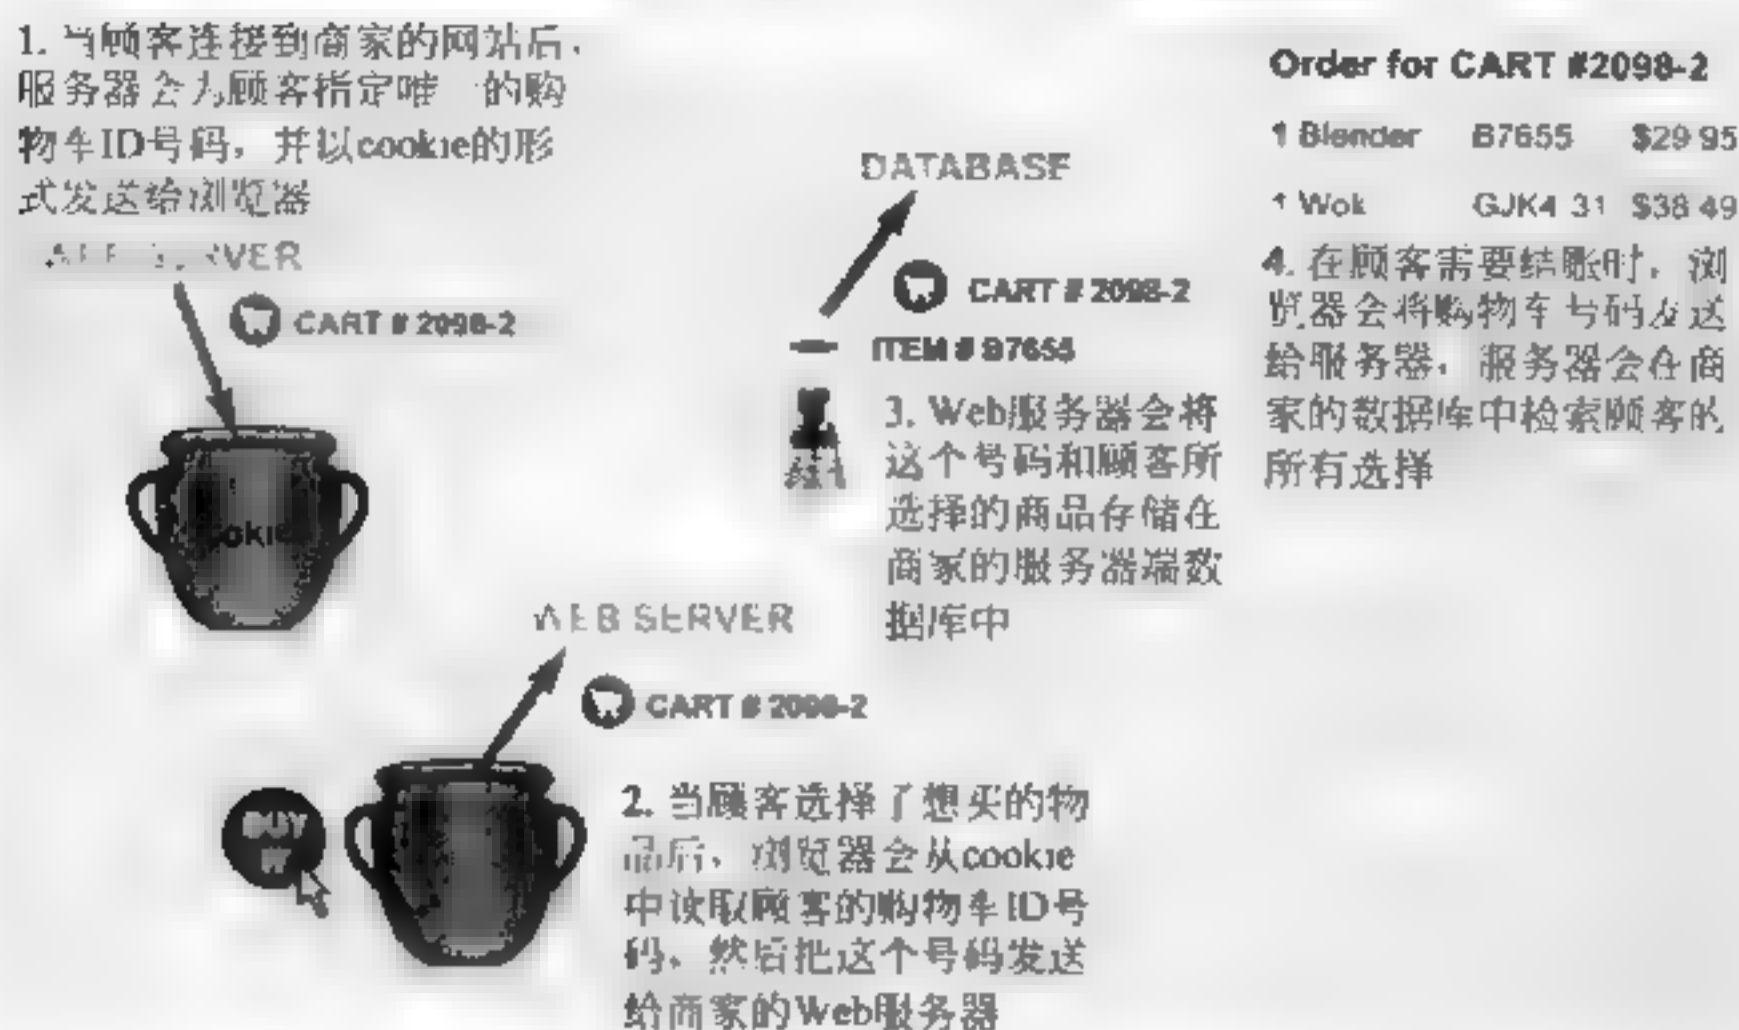 1. 当顾客连接到商家的网站后，
服务器会为顾客指定唯一的购
物车ID号码，并以cookie的形
式发送给浏览器
SERVER
CART # 2098-2
WEB SERVER
CART # 2098-2
BUY
IT
2. 当顾客选择了想买的物
品后，浏览器会从cookie
中读取顾客的购物车ID号
码，然后把这个号码发送
给商家的Web服务器
DATABASE
CART # 2098-2
ITEM # B7655
3. Web服务器会将
这个号码和顾客所
选择的商品存储在
商家的服务器端数
据库中
Order for CART #2098-2
1 Blender B7655 $29.95
1 Wok $38.49
4. 在顾客需要结账时，浏
览器会将购物车号码发送
给服务器，服务器会在商
家的数据库中检索顾客的
所有选择